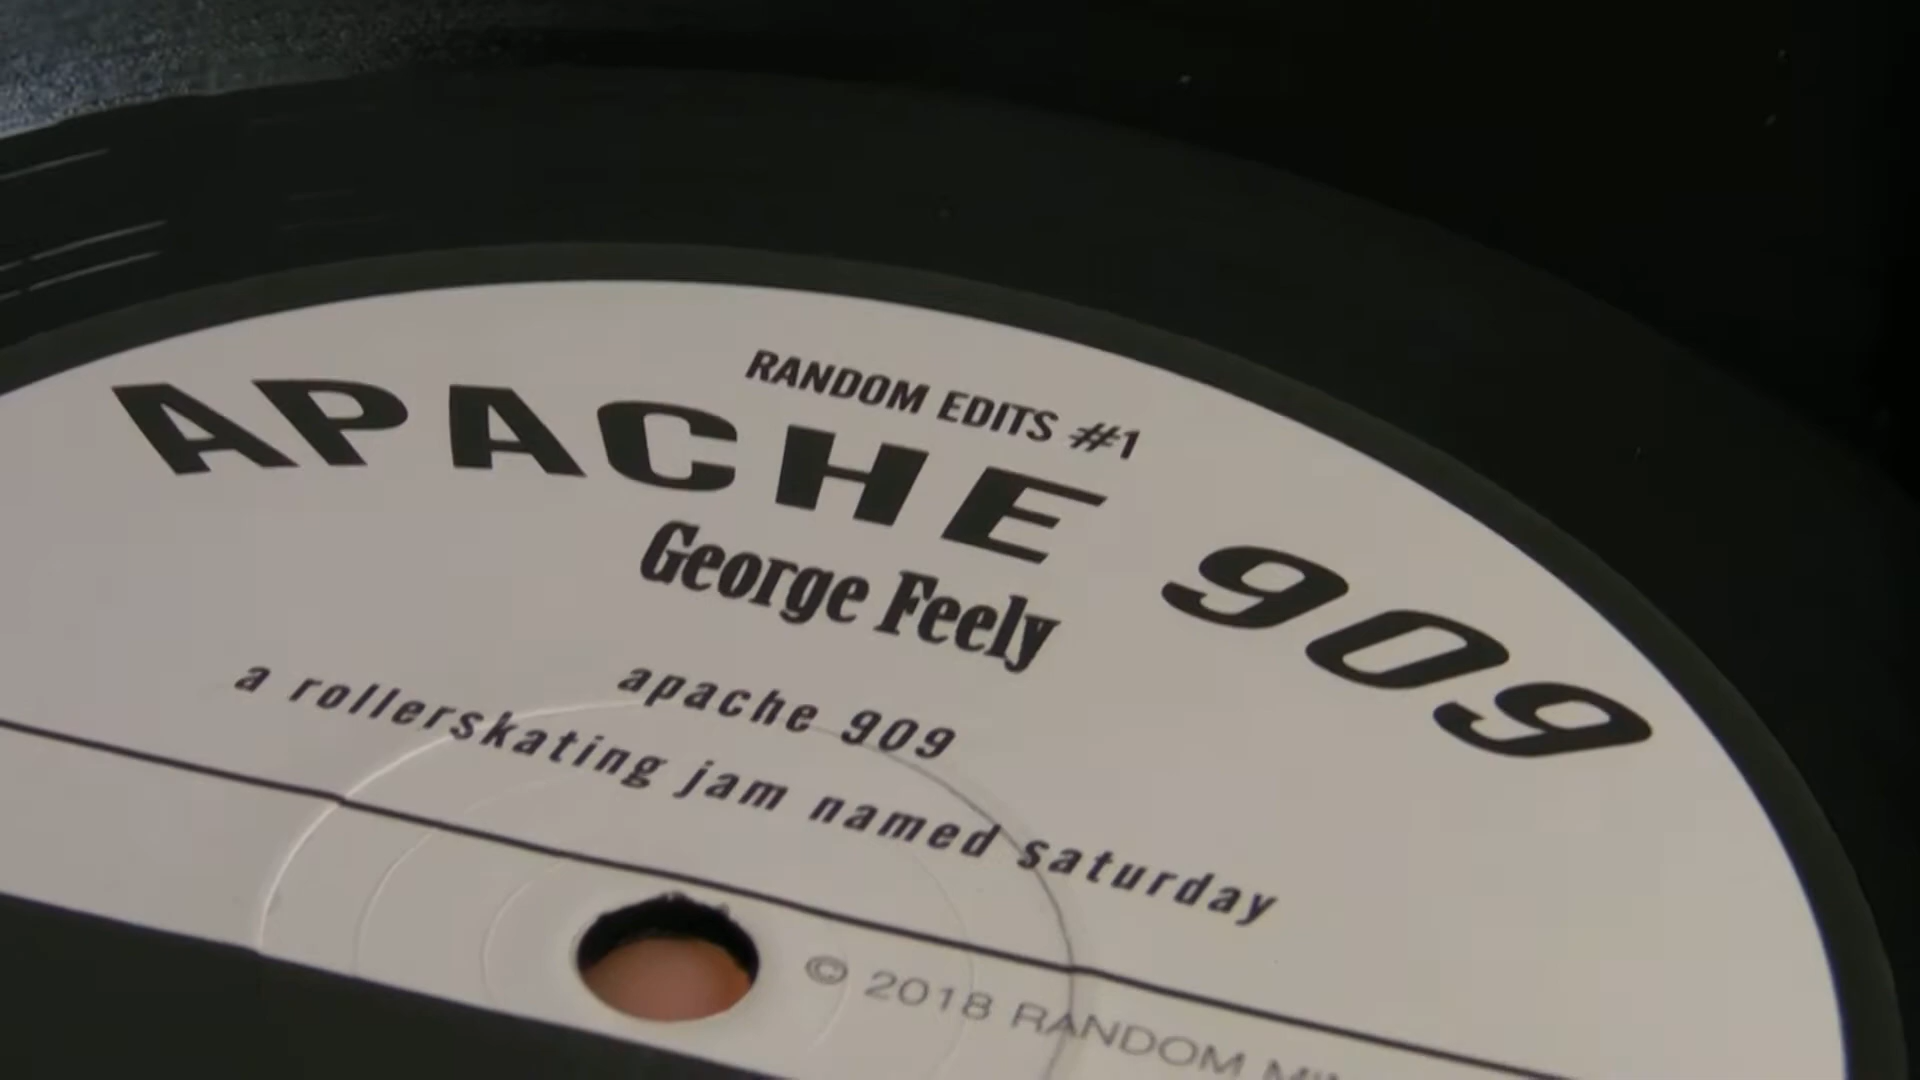 RANDOM EDITS #1
APACHE 909
George Feely
apache 909
a rollerskating jam named saturday
© 2018 RANDOM